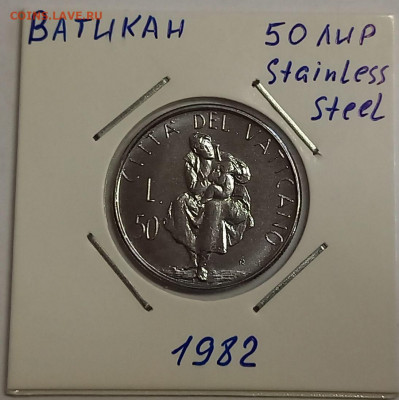 COINS.LAVE.RU
ВАТИКАН
50 ЛИР
Stainless
Steel
CITTA' DEL VATICANO
L.
50
1982